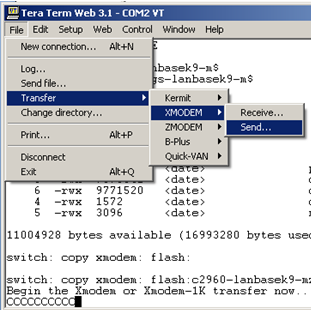 Tera Term Web 3.1 - COM2 VT
File Edit Setup Web Control Window Help
New connection... Alt+N
Log...
Send file...
Transfer
Change directory...
Print... Alt+P
Disconnect
Exit Alt+Q
Kermit
XMODEM
ZMODEM
B-Plus
Quick-VAN
Receive...
Send...
E
ek9-m$
gs-lanbasek9-m$
<date>
6 -rwx 9771520 <date>
4 -rwx 1572 <date>
5 -rwx 3096 <date>
11004928 bytes available (16993280 bytes used
switch: copy xmodem: flash:
switch: copy xmodem: flash:c2960-lanbasek9-mz
Begin the Xmodem or Xmodem-1K transfer now...
CCCCCCCCCC